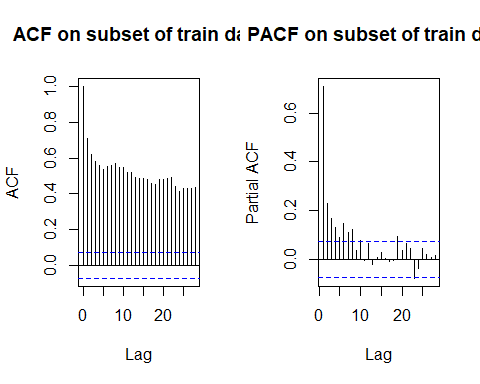 ACF on subset of train da PACF on subset of train d
ACF
0.0 0.2 0.4 0.6 0.8 1.0
0 10 20
Lag
Partial ACF
0.0 0.2 0.4 0.6
0 10 20
Lag